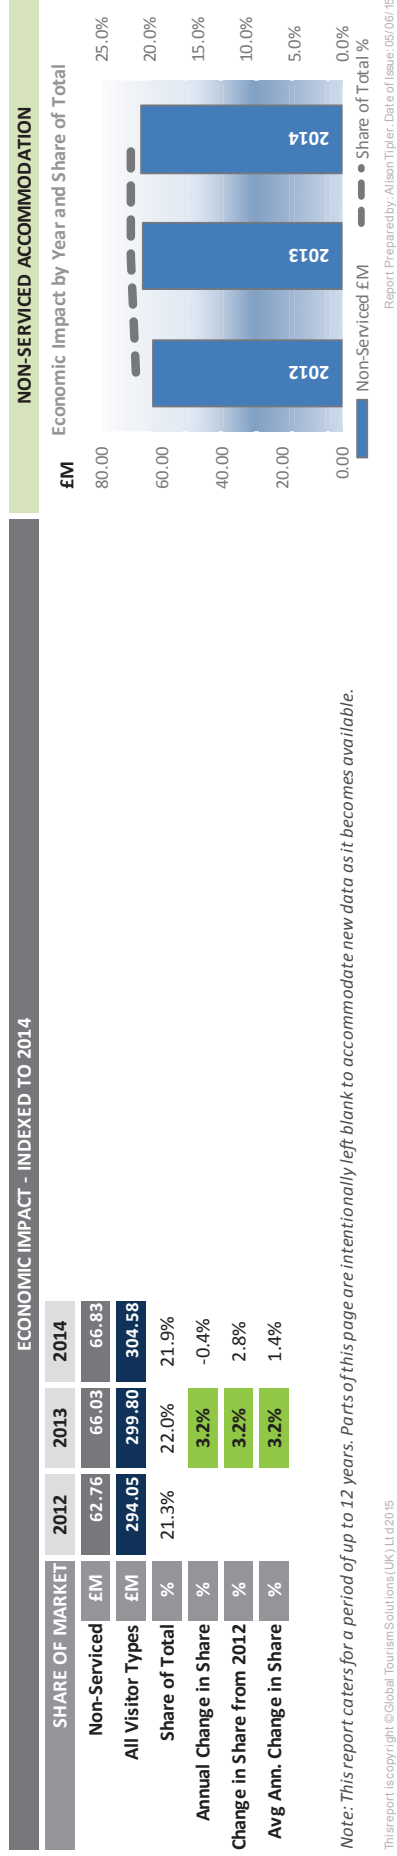 ECONOMIC IMPACT - INDEXED TO 2014
NON-SERVICED ACCOMMODATION
SHARE OF MARKET 2012 2013 2014
Non-Serviced £M 62.76 66.03 66.83
All Visitor Types £M 294.05 299.80 304.58
Share of Total % 21.3% 22.0% 21.9%
Annual Change in Share % 3.2% -0.4%
Change in Share from 2012 % 3.2% 2.8%
Avg Ann. Change in Share % 3.2% 1.4%
£M Economic Impact by Year and Share of Total
80.00 25.0%
60.00 20.0%
40.00 15.0%
20.00 10.0%
0.00 5.0%
0.0%
2012 2013 2014
Non-Serviced £M Share of Total %
Note: This report caters for a period of up to 12 years. Parts of this page are intentionally left blank to accommodate new data as it becomes available.
This report is copyright © Global Tourism Solutions (UK) Ltd 2015
Report Prepared by: Alison Tipler. Date of Issue: 05/06/15